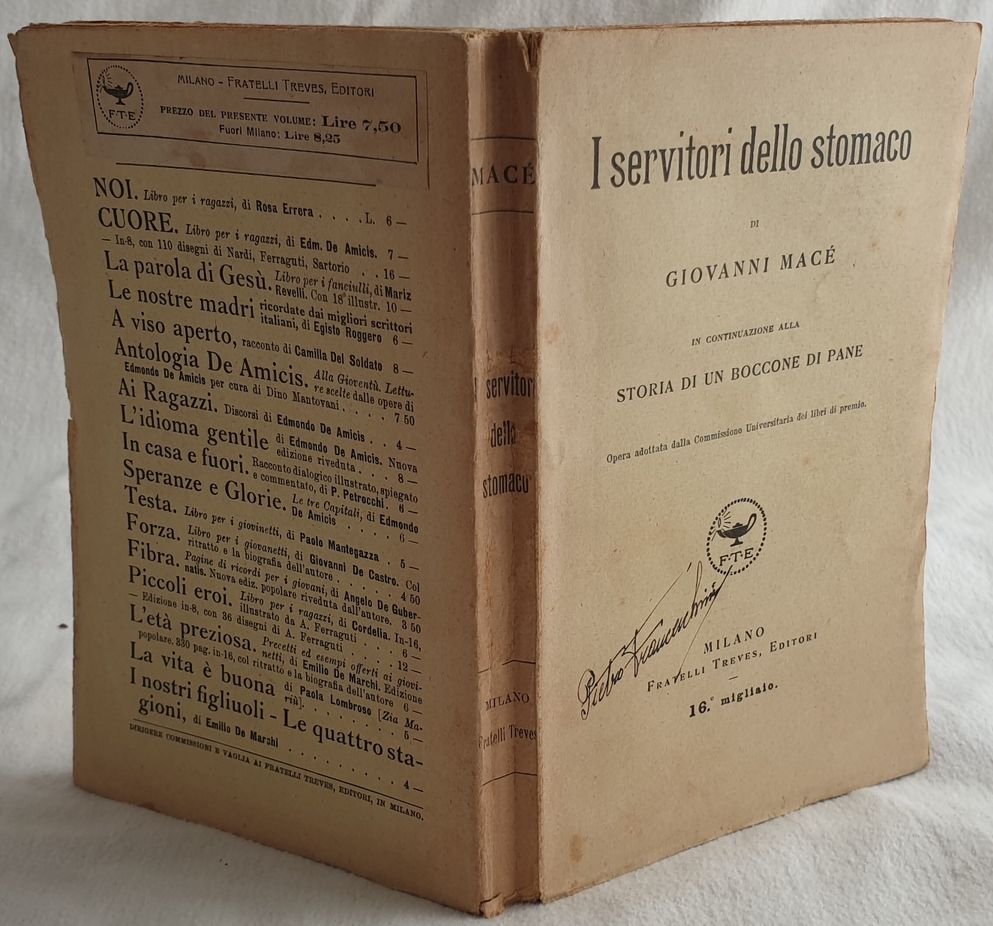 MILANO - FRATELLI TREVES, EDITORI
F·T·E
PREZZO DEL PRESENTE VOLUME: Lire 7,50
Fuori Milano: Lire 8,25
NOI. Libro per i ragazzi, di Rosa Errera . . . . L. 6 —
CUORE. Libro per i ragazzi, di Edm. De Amicis. 7 —
— In-8, con 110 disegni di Nardi, Ferraguti, Sartorio . . 16 —
La parola di Gesù. Libro per i fanciulli, di Mariz
Revelli. Con 18 illustr. 10 —
Le nostre madri ricordate dai migliori scrittori
italiani, di Egisto Roggero 6 —
A viso aperto, racconto di Camilla Del Soldato 8 —
Antologia De Amicis. Alla Gioventù. Lettu-
re scelte dalle opere di
Edmondo De Amicis per cura di Dino Mantovani . . . . . 7 50
Ai Ragazzi. Discorsi di Edmondo De Amicis . . 4 —
L'idioma gentile di Edmondo De Amicis. Nuova
edizione riveduta . . . 8 —
In casa e fuori. Racconto dialogico illustrato, spiegato
e commentato, di P. Petrocchi. 6 —
Speranze e Glorie. Le tre Capitali, di Edmondo
De Amicis . . . . . 6 —
Testa. Libro per i giovinetti, di Paolo Mantegazza . 5 —
Forza. Libro per i giovanetti, di Giovanni De Castro. Col
ritratto e la biografia dell'autore . . . . . . 4 50
Fibra. Pagine di ricordi per i giovani, di Angelo De Guber-
natis. Nuova ediz. popolare riveduta dall'autore. 3 50
Piccoli eroi. Libro per i ragazzi, di Cordelia. In-16,
illustrato da A. Ferraguti . . . . . 6 —
— Edizione in-8, con 36 disegni di A. Ferraguti . . . . . 12 —
L'età preziosa. Precetti ed esempi offerti ai giovi-
netti, di Emilio De Marchi. Edizione
popolare, 330 pag. in-16, col ritratto e la biografia dell'autore 6 —
La vita è buona di Paola Lombroso [Zia Ma-
riù]. . . . . . . . 5 —
I nostri figliuoli - Le quattro sta-
gioni, di Emilio De Marchi . . . . . . . . 4 —
DIRIGERE COMMISSIONI E VAGLIA AI FRATELLI TREVES, EDITORI, IN MILANO.
MACÉ
servitori
dello
stomaco
MILANO
Fratelli Treves
I servitori dello stomaco
DI
GIOVANNI MACÉ
IN CONTINUAZIONE ALLA
STORIA DI UN BOCCONE DI PANE
Opera adottata dalla Commissione Universitaria dei libri di premio.
F·T·E·
Pietro
MILANO
FRATELLI TREVES, EDITORI
16.° migliaio.